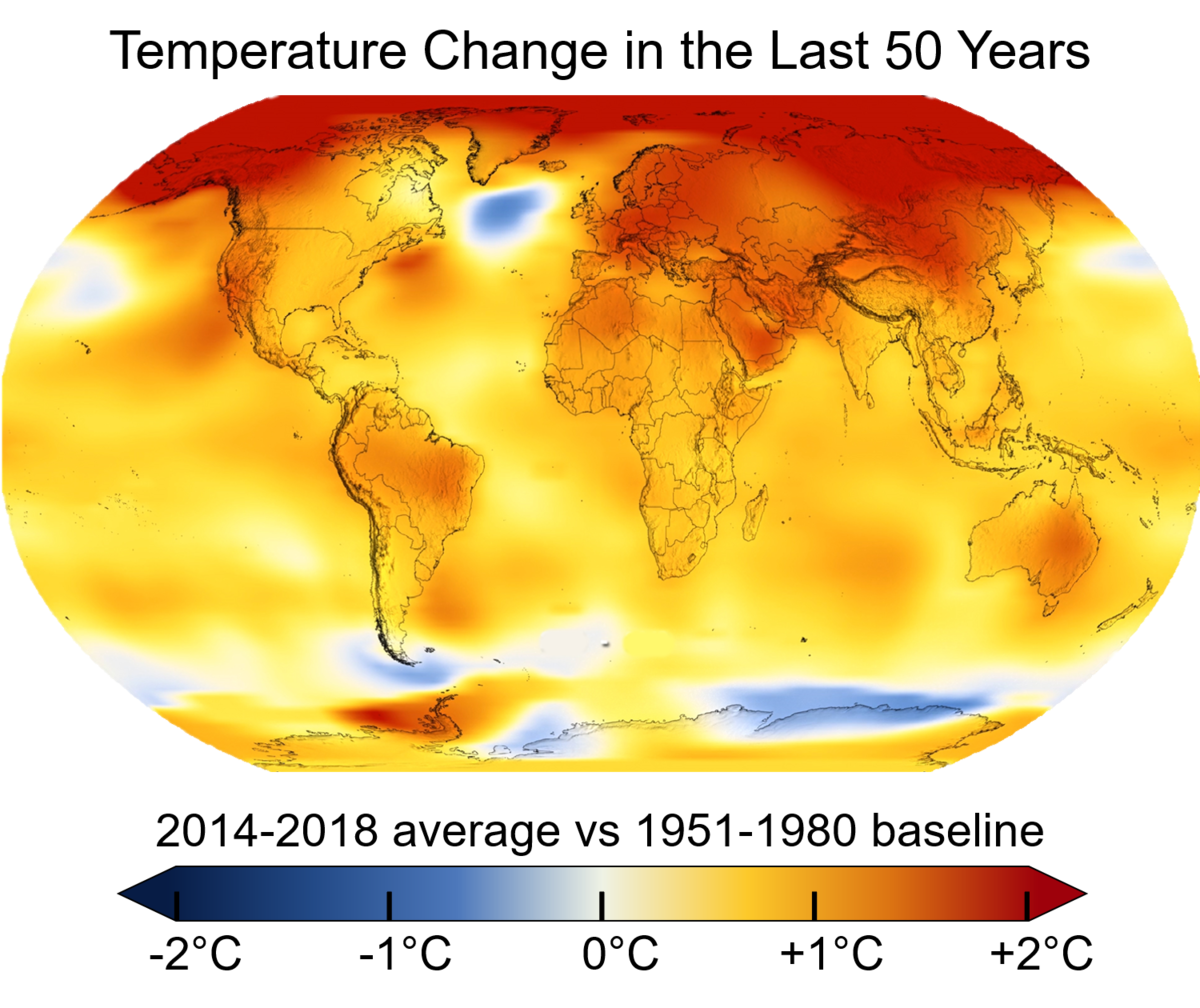 Temperature Change in the Last 50 Years
2014-2018 average vs 1951-1980 baseline
-2°C -1°C 0°C +1°C +2°C